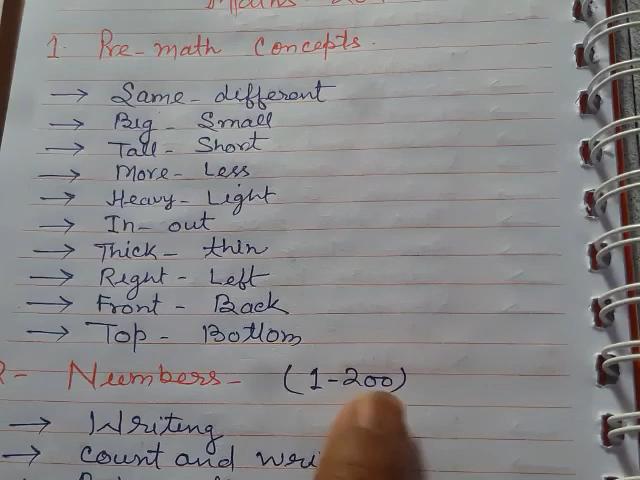 1. Pre-math concepts.
→ Same - different
→ Big - Small
→ Tall - Short
→ More - Less
→ Heavy - Light
→ In - out
→ Thick - thin
→ Right - Left
→ Front - Back
→ Top - Bottom
2- Numbers - (1-200)
→ Writing
→ count and